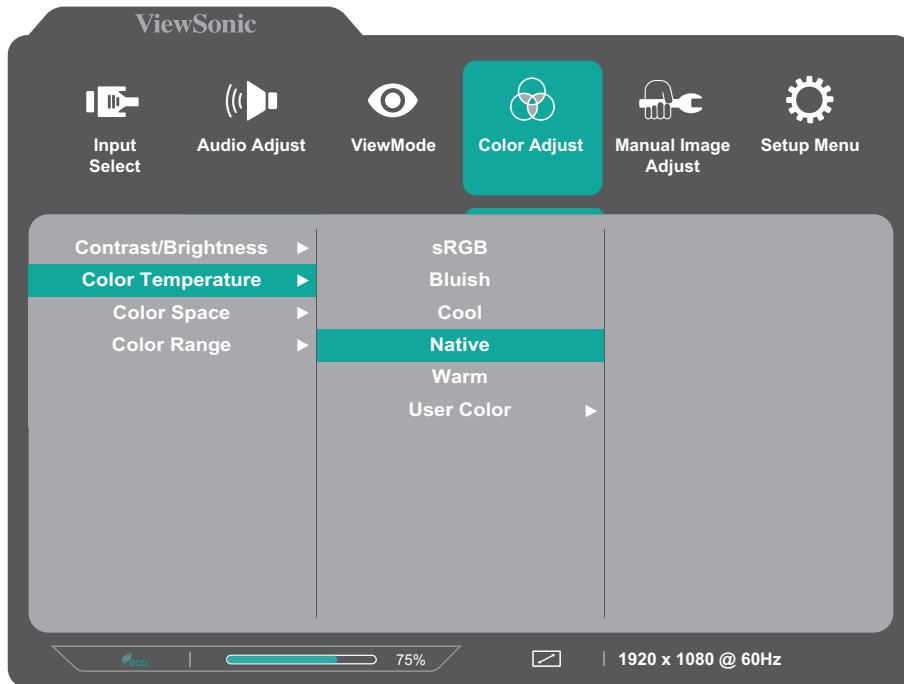 ViewSonic
Input
Select
Audio Adjust
ViewMode
Color Adjust
Manual Image
Adjust
Setup Menu
Contrast/Brightness
Color Temperature
Color Space
Color Range
sRGB
Bluish
Cool
Native
Warm
User Color
eco
75%
1920 x 1080 @ 60Hz